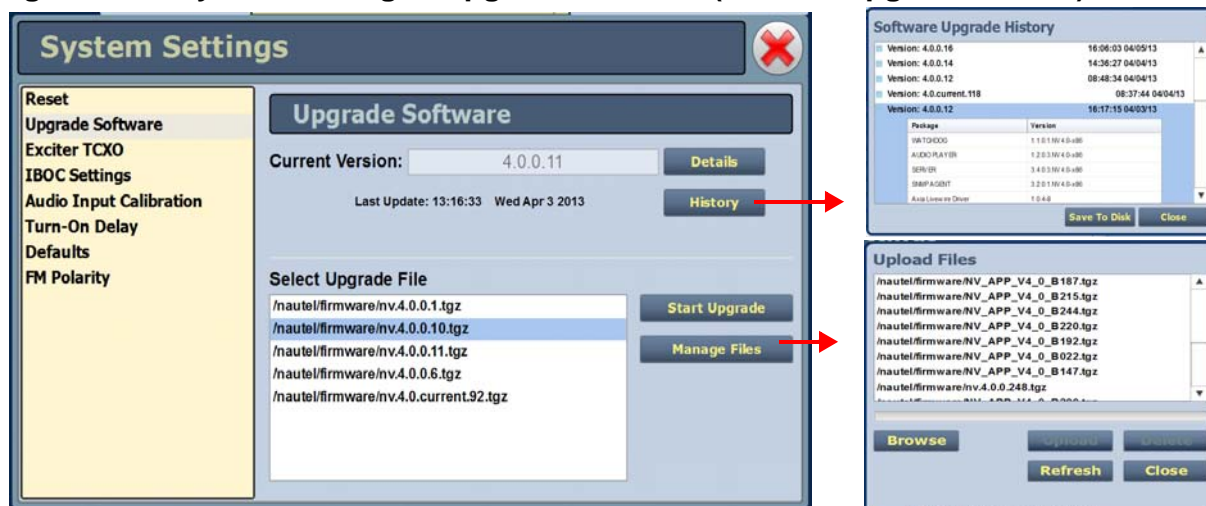 System Settings
Reset
Upgrade Software
Exciter TCXO
IBOC Settings
Audio Input Calibration
Turn-On Delay
Defaults
FM Polarity
Upgrade Software
Current Version: 4.0.0.11 Details
Last Update: 13:16:33 Wed Apr 3 2013 History
Select Upgrade File
/nautel/firmware/nv.4.0.0.1.tgz
/nautel/firmware/nv.4.0.0.10.tgz
/nautel/firmware/nv.4.0.0.11.tgz
/nautel/firmware/nv.4.0.0.6.tgz
/nautel/firmware/nv.4.0.current.92.tgz
Start Upgrade
Manage Files
Software Upgrade History
Version: 4.0.0.16 16:06:03 04/05/13
Version: 4.0.0.14 14:36:27 04/04/13
Version: 4.0.0.12 08:48:34 04/04/13
Version: 4.0.current.118 08:37:44 04/04/13
Version: 4.0.0.12 16:17:15 04/03/13
Package Version
WATCHDOG
AUDIO PLAYER
SERVER
SNMP AGENT
Axia Livewire Driver
Save To Disk Close
Upload Files
/nautel/firmware/NV_APP_V4_0_B187.tgz
/nautel/firmware/NV_APP_V4_0_B215.tgz
/nautel/firmware/NV_APP_V4_0_B244.tgz
/nautel/firmware/NV_APP_V4_0_B220.tgz
/nautel/firmware/NV_APP_V4_0_B192.tgz
/nautel/firmware/NV_APP_V4_0_B022.tgz
/nautel/firmware/NV_APP_V4_0_B147.tgz
/nautel/firmware/nv.4.0.0.248.tgz
Browse Upload Delete
Refresh Close